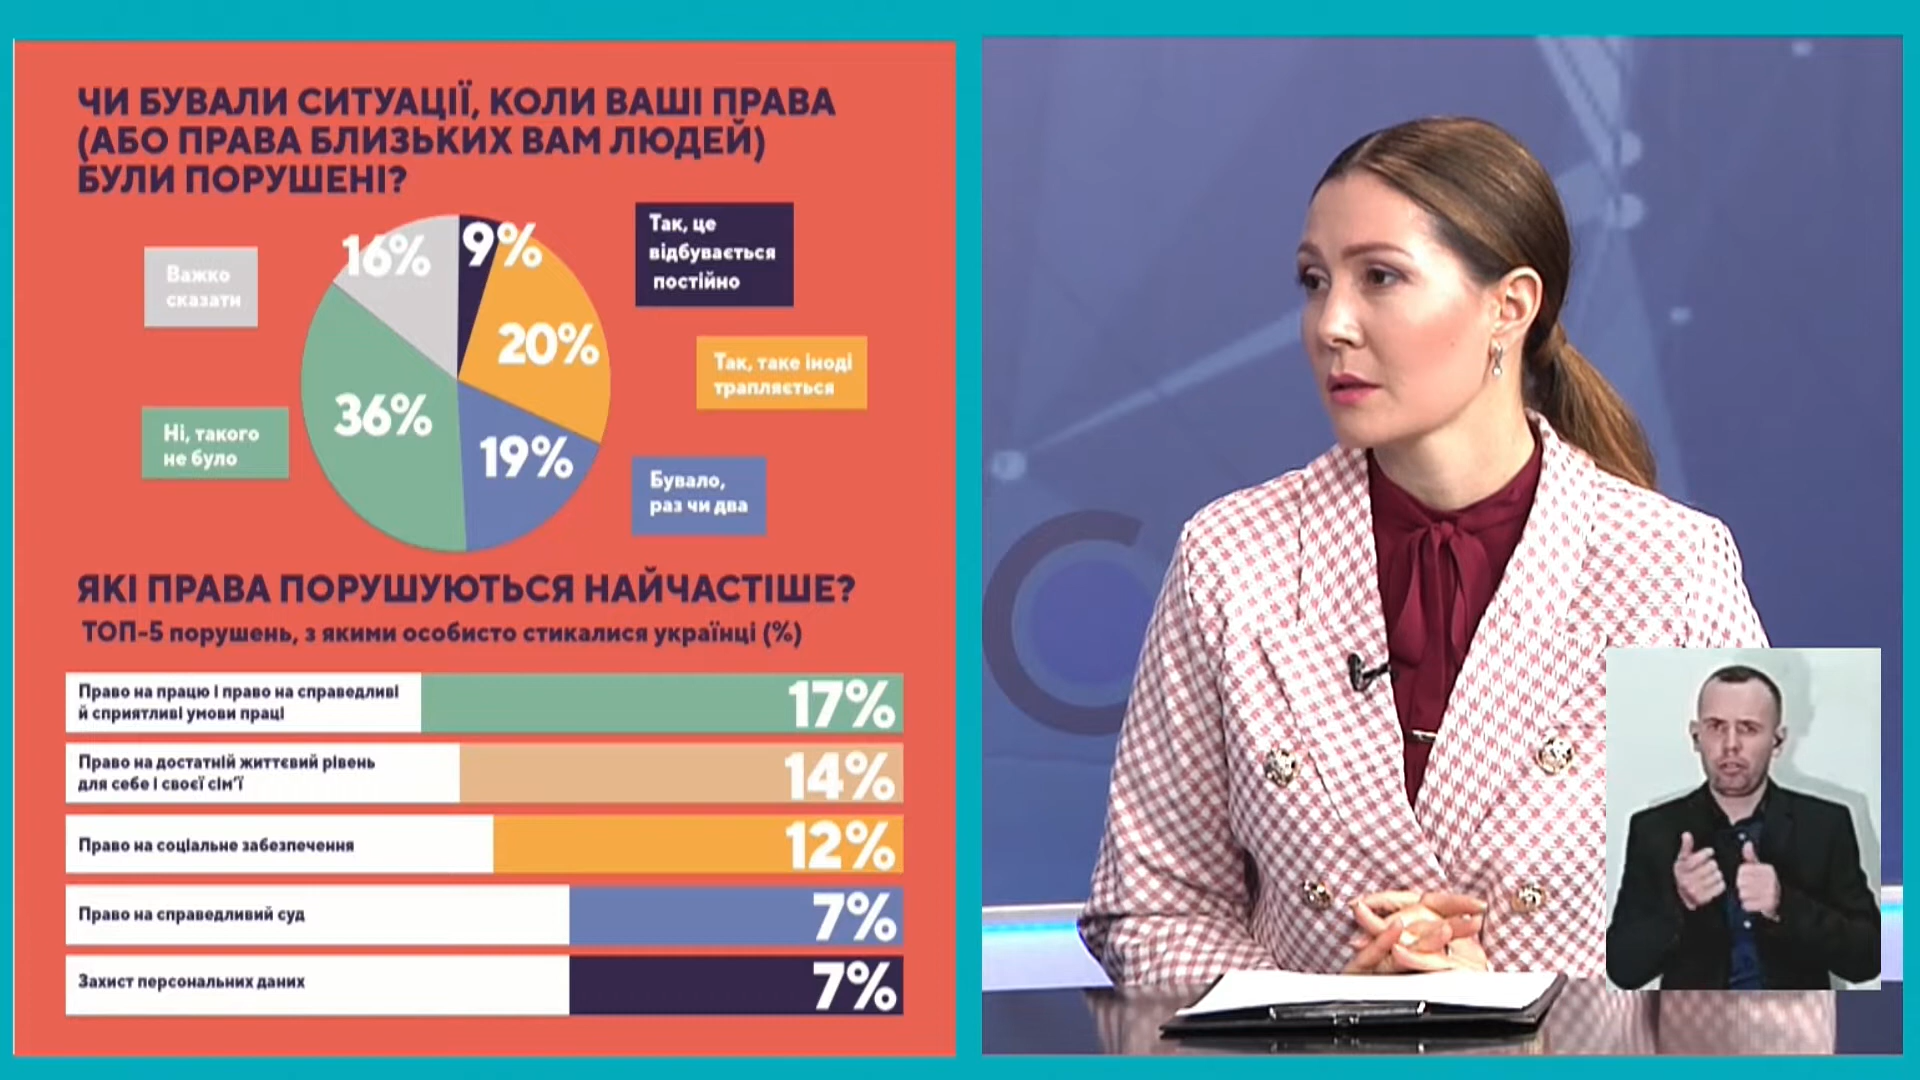 ЧИ БУВАЛИ СИТУАЦІЇ, КОЛИ ВАШІ ПРАВА
(АБО ПРАВА БЛИЗЬКИХ ВАМ ЛЮДЕЙ)
БУЛИ ПОРУШЕНІ?
Важко
сказати
16%
9%
Так, це
відбувається
постійно
20%
Так, таке іноді
трапляється
Ні, такого
не було
36%
19%
Бувало,
раз чи два
ЯКІ ПРАВА ПОРУШУЮТЬСЯ НАЙЧАСТІШЕ?
ТОП-5 порушень, з якими особисто стикалися українці (%)
Право на працю і право на справедливі
й сприятливі умови праці
17%
Право на достатній життєвий рівень
для себе і своєї сім'ї
14%
Право на соціальне забезпечення
12%
Право на справедливий суд
7%
Захист персональних даних
7%